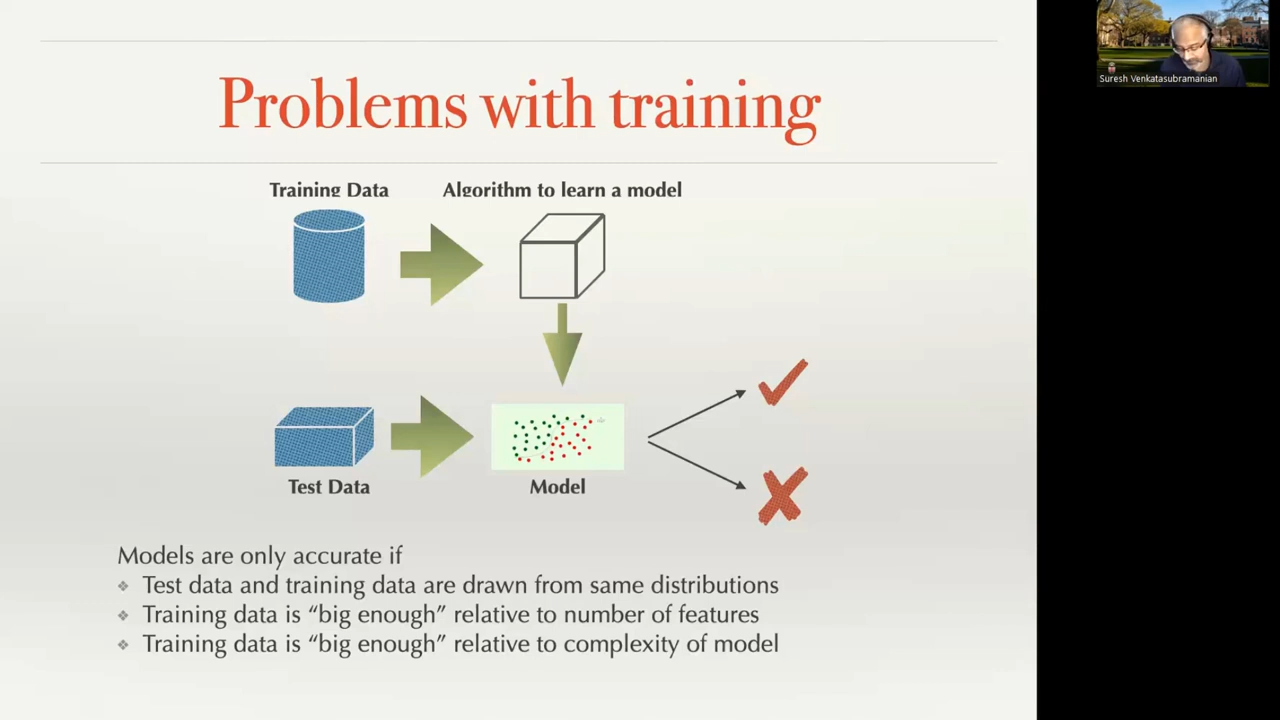 Problems with training
Training Data
Algorithm to learn a model
Test Data
Model
Models are only accurate if
❖ Test data and training data are drawn from same distributions
❖ Training data is “big enough” relative to number of features
❖ Training data is “big enough” relative to complexity of model
Suresh Venkatasubramanian